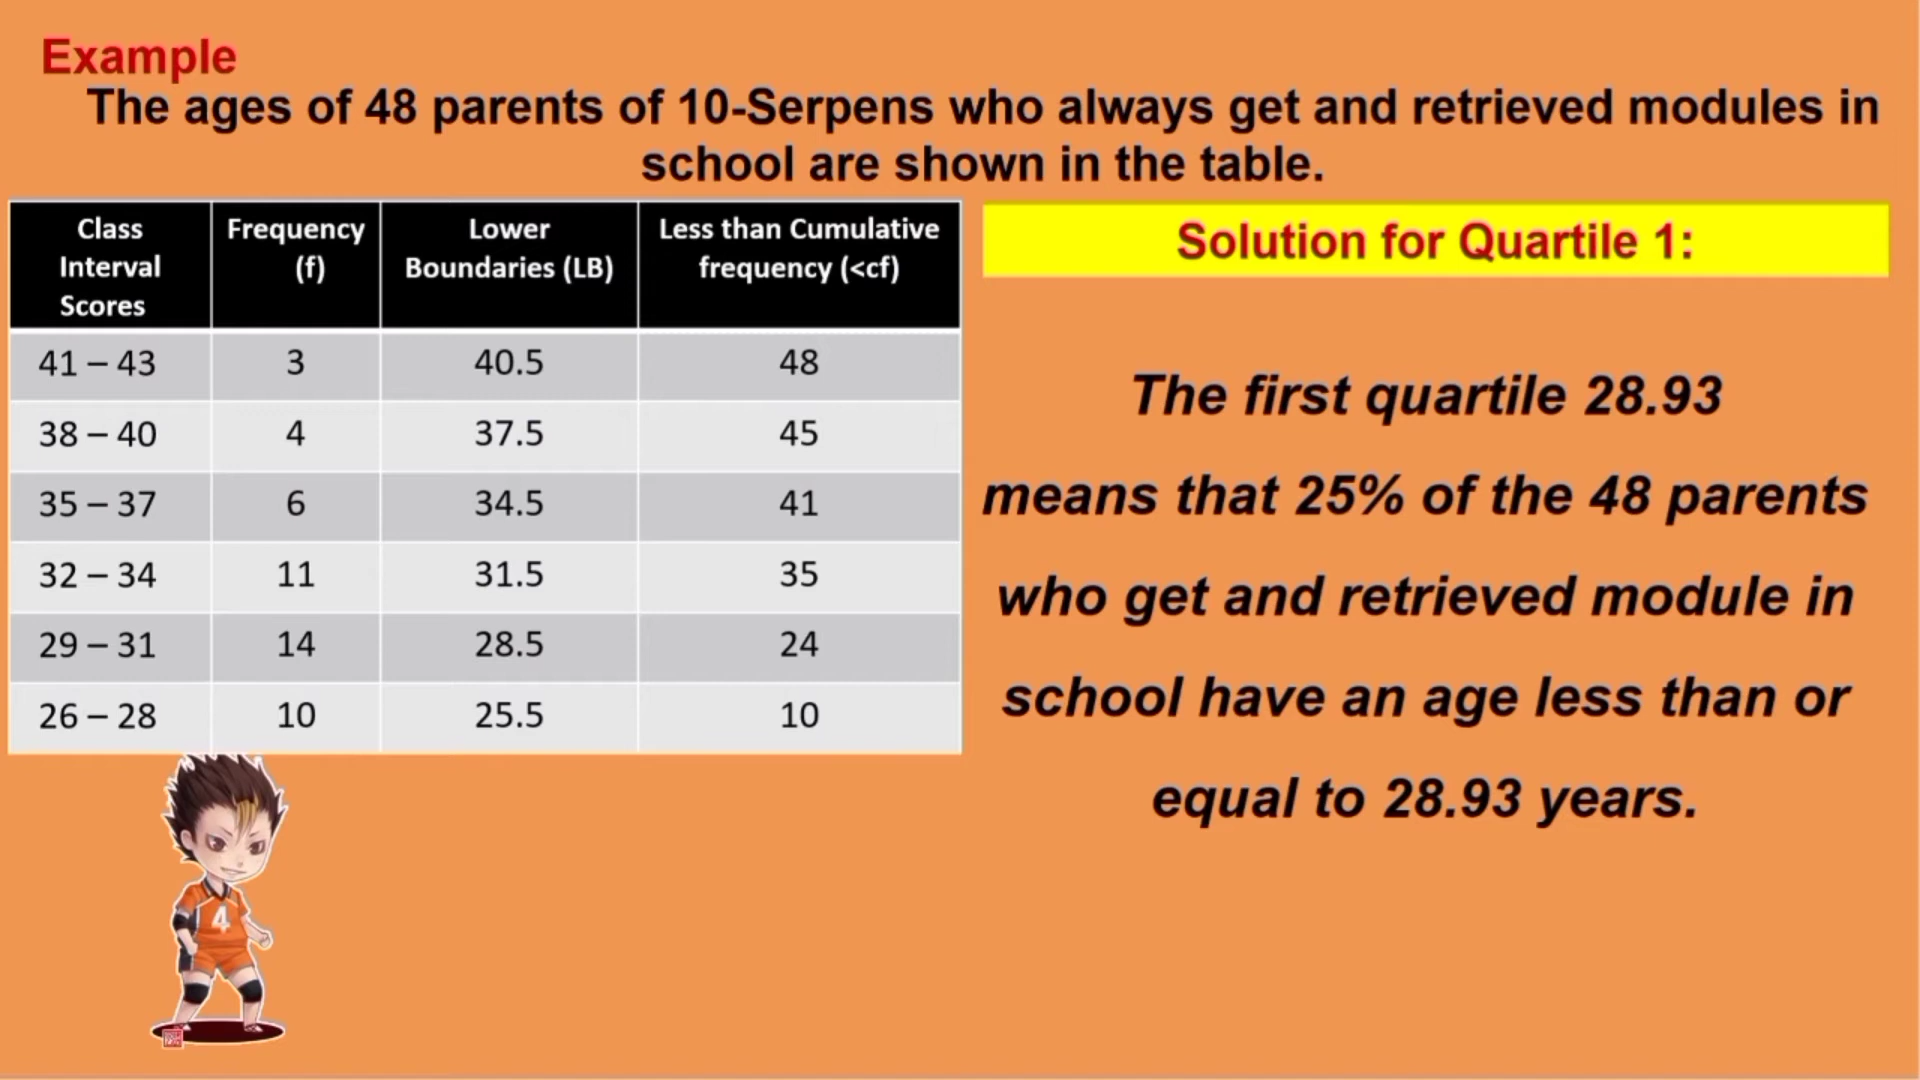 Example
The ages of 48 parents of 10-Serpens who always get and retrieved modules in
school are shown in the table.
Class Interval Scores Frequency (f) Lower Boundaries (LB) Less than Cumulative frequency (<cf)
41 – 43 3 40.5 48
38 – 40 4 37.5 45
35 – 37 6 34.5 41
32 – 34 11 31.5 35
29 – 31 14 28.5 24
26 – 28 10 25.5 10
Solution for Quartile 1:
The first quartile 28.93
means that 25% of the 48 parents
who get and retrieved module in
school have an age less than or
equal to 28.93 years.
4